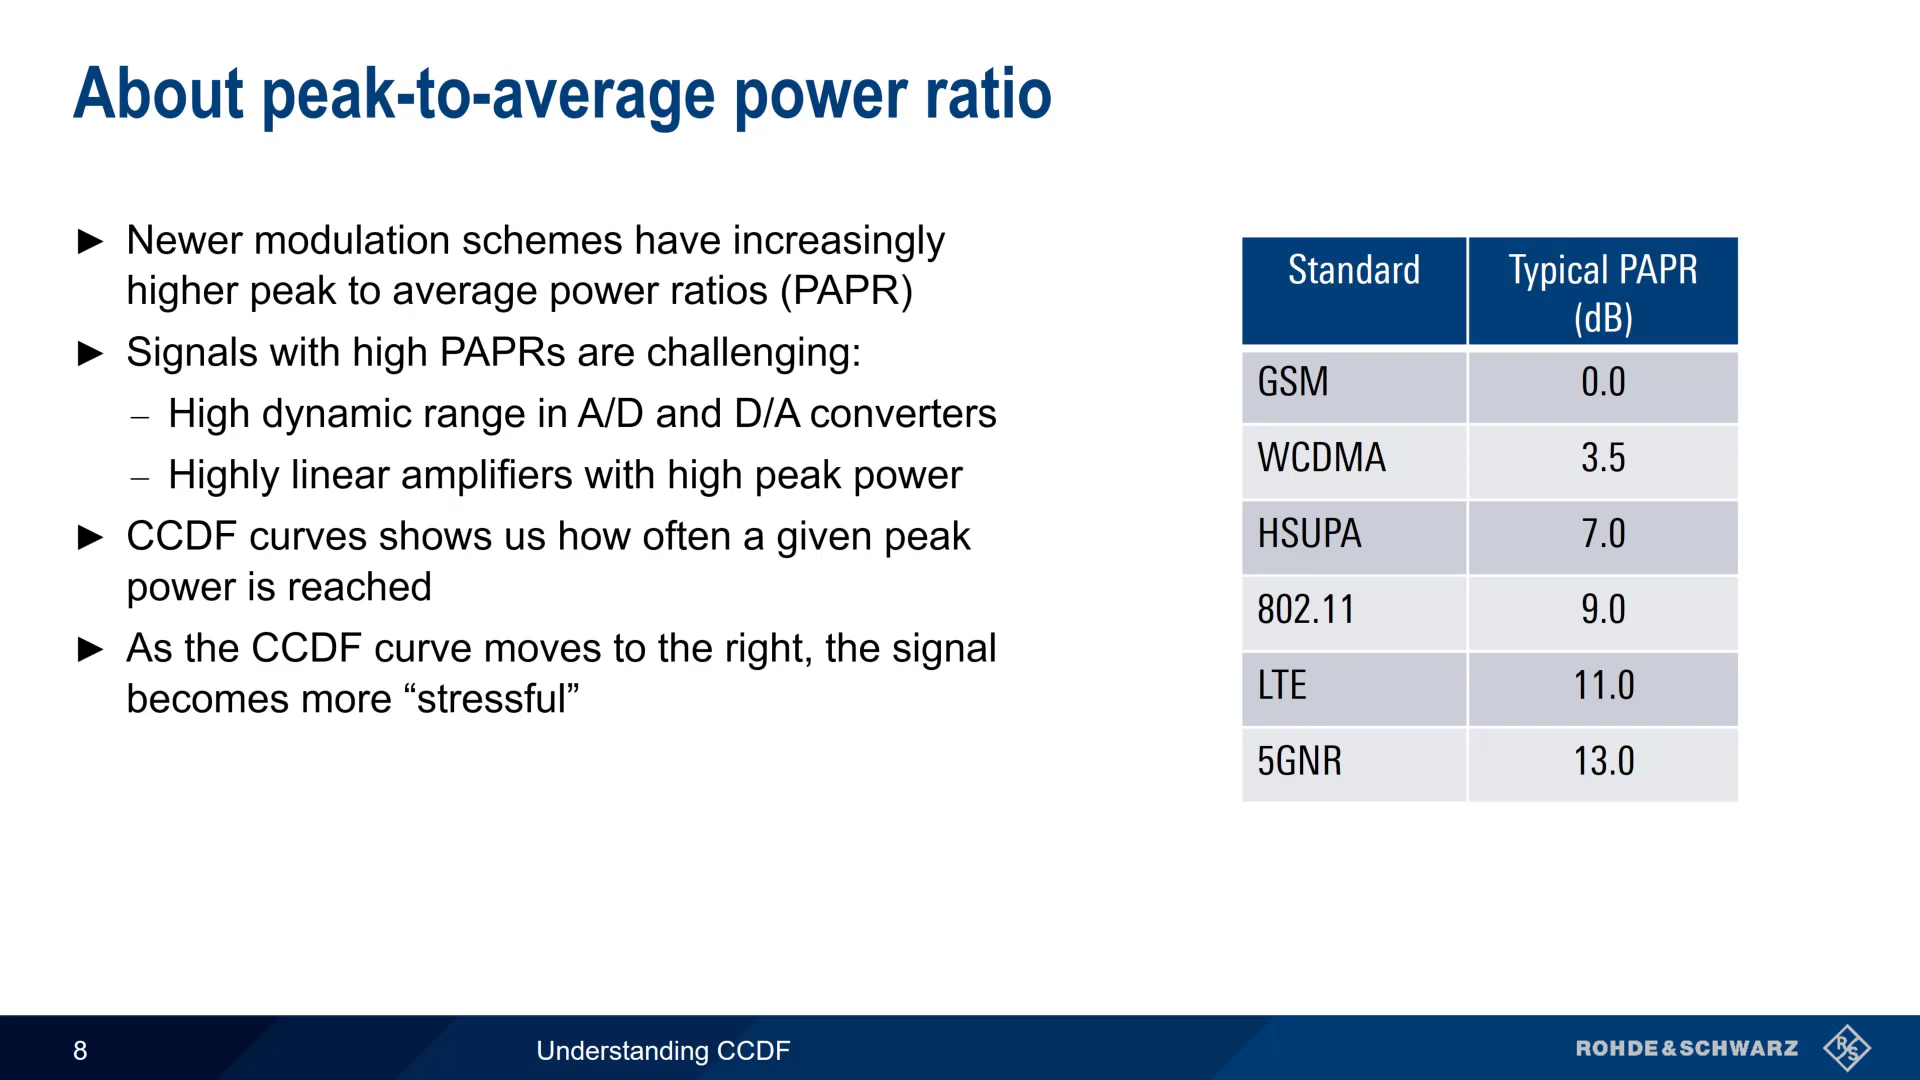 About peak-to-average power ratio
► Newer modulation schemes have increasingly
higher peak to average power ratios (PAPR)
► Signals with high PAPRs are challenging:
– High dynamic range in A/D and D/A converters
– Highly linear amplifiers with high peak power
► CCDF curves shows us how often a given peak
power is reached
► As the CCDF curve moves to the right, the signal
becomes more “stressful”
Standard Typical PAPR
(dB)
GSM 0.0
WCDMA 3.5
HSUPA 7.0
802.11 9.0
LTE 11.0
5GNR 13.0
8 Understanding CCDF ROHDE&SCHWARZ R&S